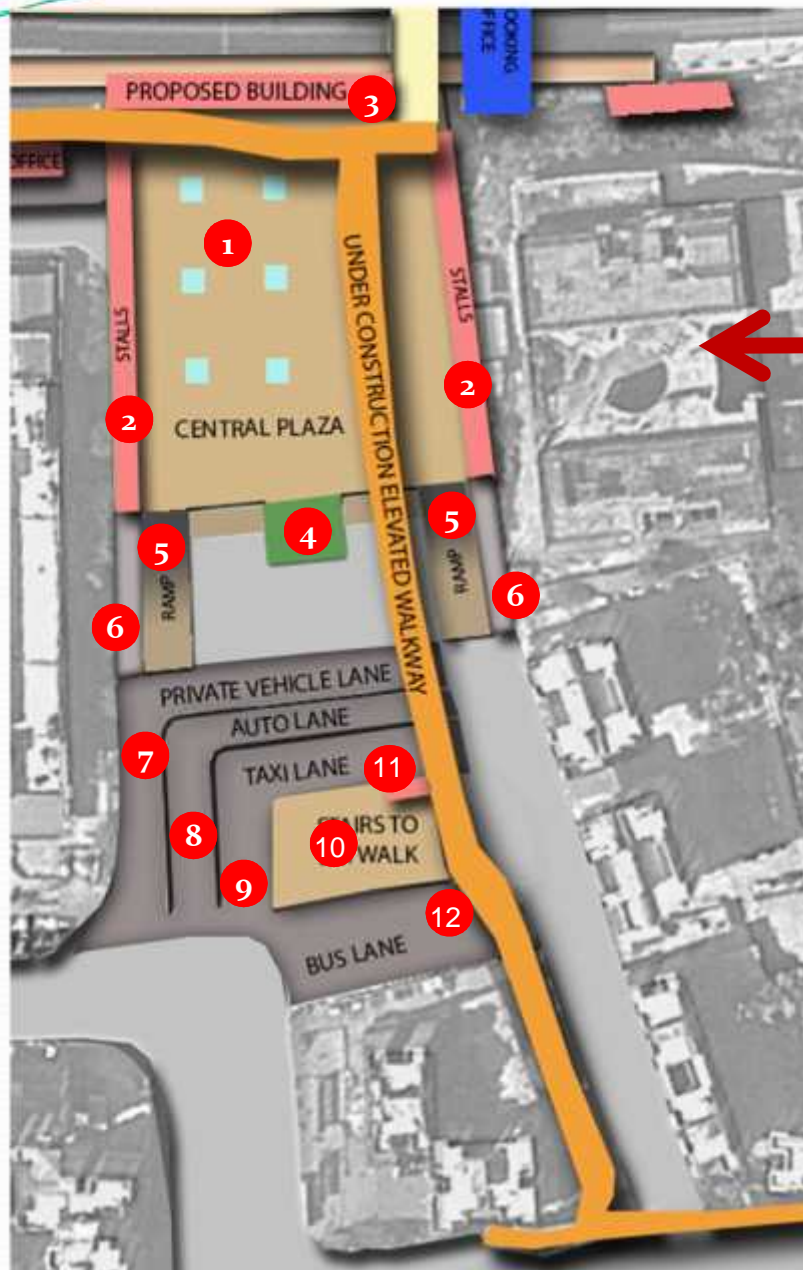 OOKING
OFFICE
PROPOSED BUILDING
3
OFFICE
1
UNDER CONSTRUCTION ELEVATED WALKWAY
STALLS
STALLS
2
2
CENTRAL PLAZA
4
5
5
RAMP
RAMP
6
6
PRIVATE VEHICLE LANE
AUTO LANE
7
TAXI LANE
11
8
STAIRS TO
10
WALK
9
12
BUS LANE